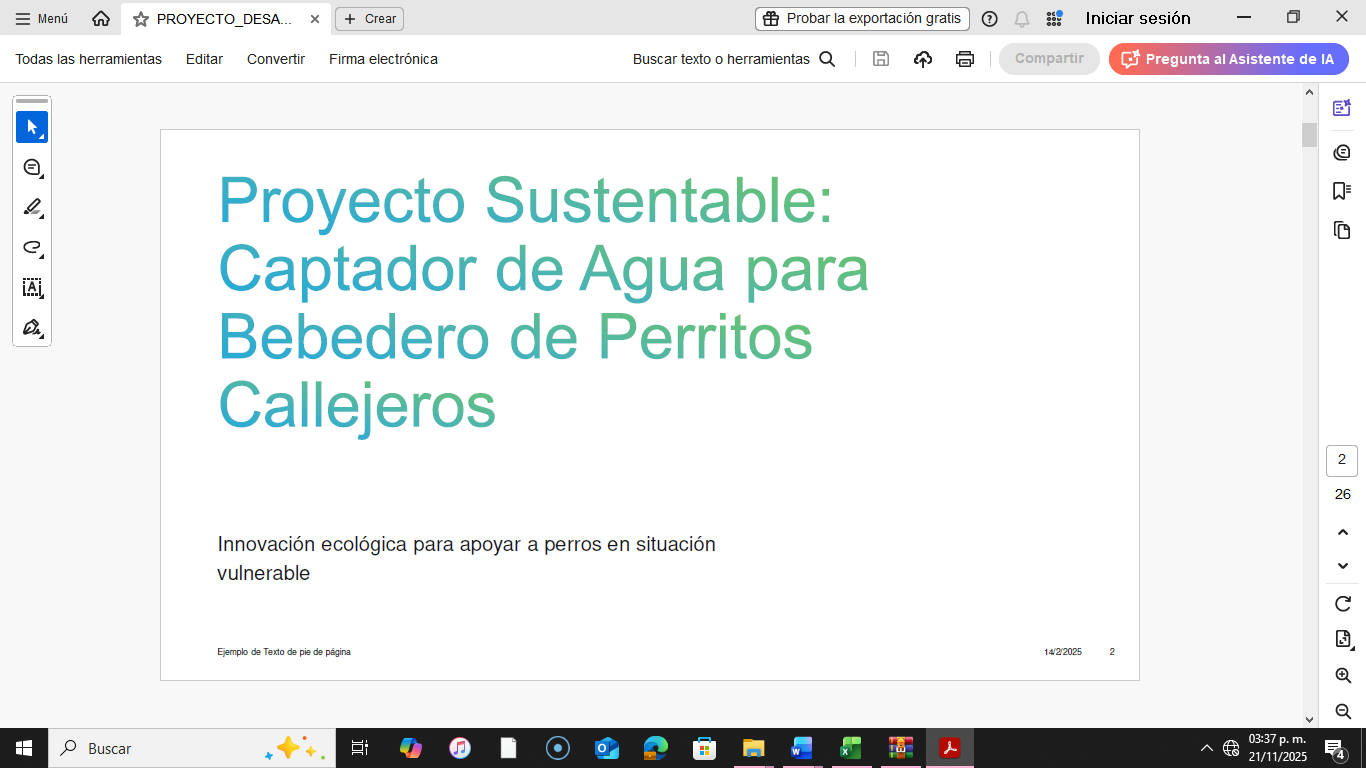 Menú
PROYECTO_DESA...
Crear
Probar la exportación gratis
Iniciar sesión
Todas las herramientas
Editar
Convertir
Firma electrónica
Buscar texto o herramientas
Compartir
Pregunta al Asistente de IA
Proyecto Sustentable:
Captador de Agua para
Bebedero de Perritos
Callejeros
Innovación ecológica para apoyar a perros en situación
vulnerable
Ejemplo de Texto de pie de página
14/2/2025
2
2
26
Buscar
03:37 p. m.
21/11/2025
4